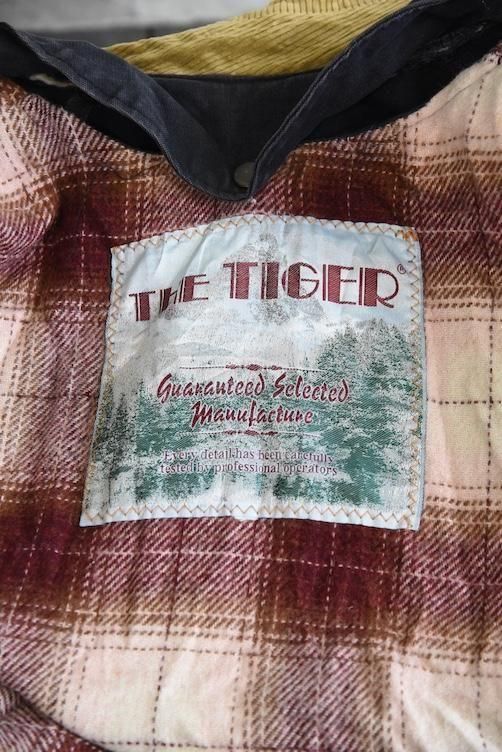 THE TIGER®
Guaranteed Selected
Manufacture
Every detail has been carefully
tested by professional operators